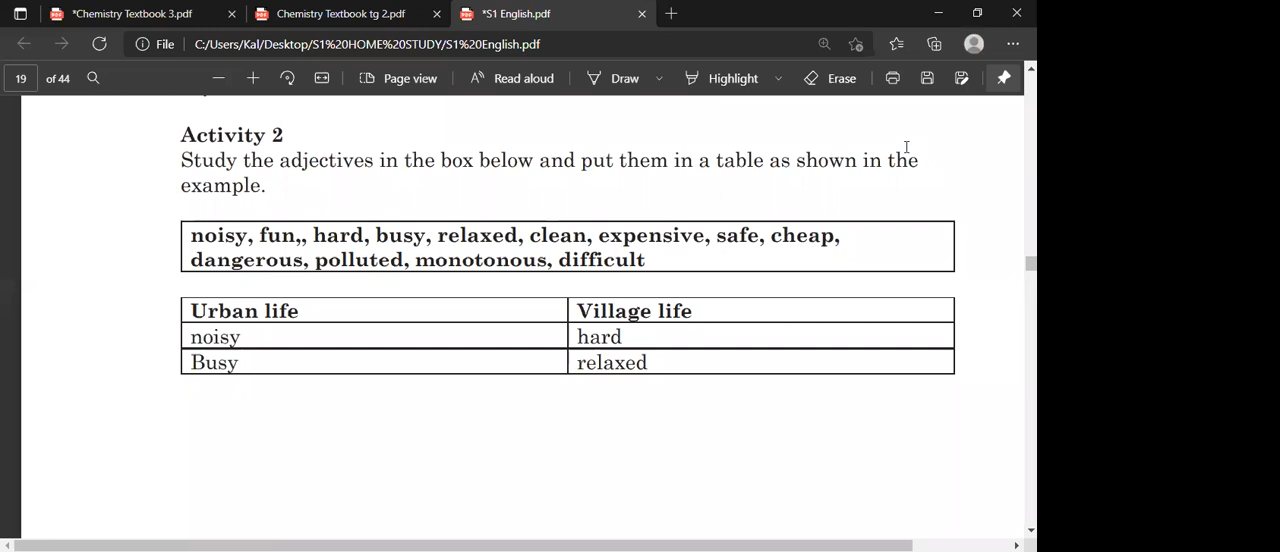 *Chemistry Textbook 3.pdf
Chemistry Textbook tg 2.pdf
*S1 English.pdf
File
C:/Users/Kal/Desktop/S1%20HOME%20STUDY/S1%20English.pdf
19 of 44
Page view
Read aloud
Draw
Highlight
Erase
Activity 2
Study the adjectives in the box below and put them in a table as shown in the
example.
noisy, fun,, hard, busy, relaxed, clean, expensive, safe, cheap,
dangerous, polluted, monotonous, difficult
Urban life Village life
noisy hard
Busy relaxed